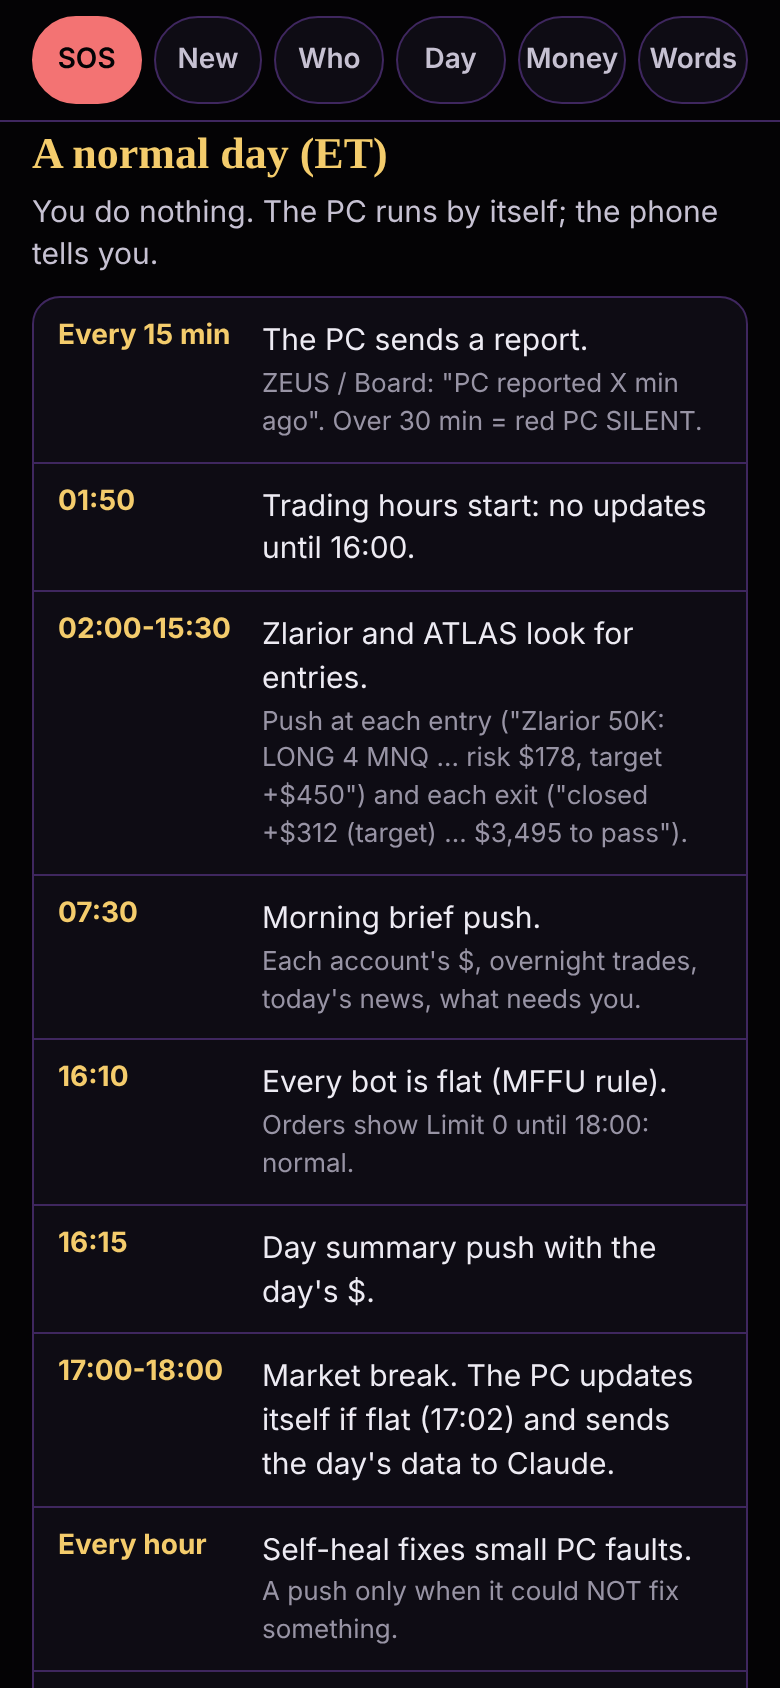 SOS New Who Day Money Words
A normal day (ET)
You do nothing. The PC runs by itself; the phone
tells you.
Every 15 min
The PC sends a report.
ZEUS / Board: "PC reported X min
ago". Over 30 min = red PC SILENT.
01:50
Trading hours start: no updates
until 16:00.
02:00-15:30
Zlarior and ATLAS look for
entries.
Push at each entry ("Zlarior 50K:
LONG 4 MNQ ... risk $178, target
+$450") and each exit ("closed
+$312 (target) ... $3,495 to pass").
07:30
Morning brief push.
Each account's $, overnight trades,
today's news, what needs you.
16:10
Every bot is flat (MFFU rule).
Orders show Limit 0 until 18:00:
normal.
16:15
Day summary push with the
day's $.
17:00-18:00
Market break. The PC updates
itself if flat (17:02) and sends
the day's data to Claude.
Every hour
Self-heal fixes small PC faults.
A push only when it could NOT fix
something.